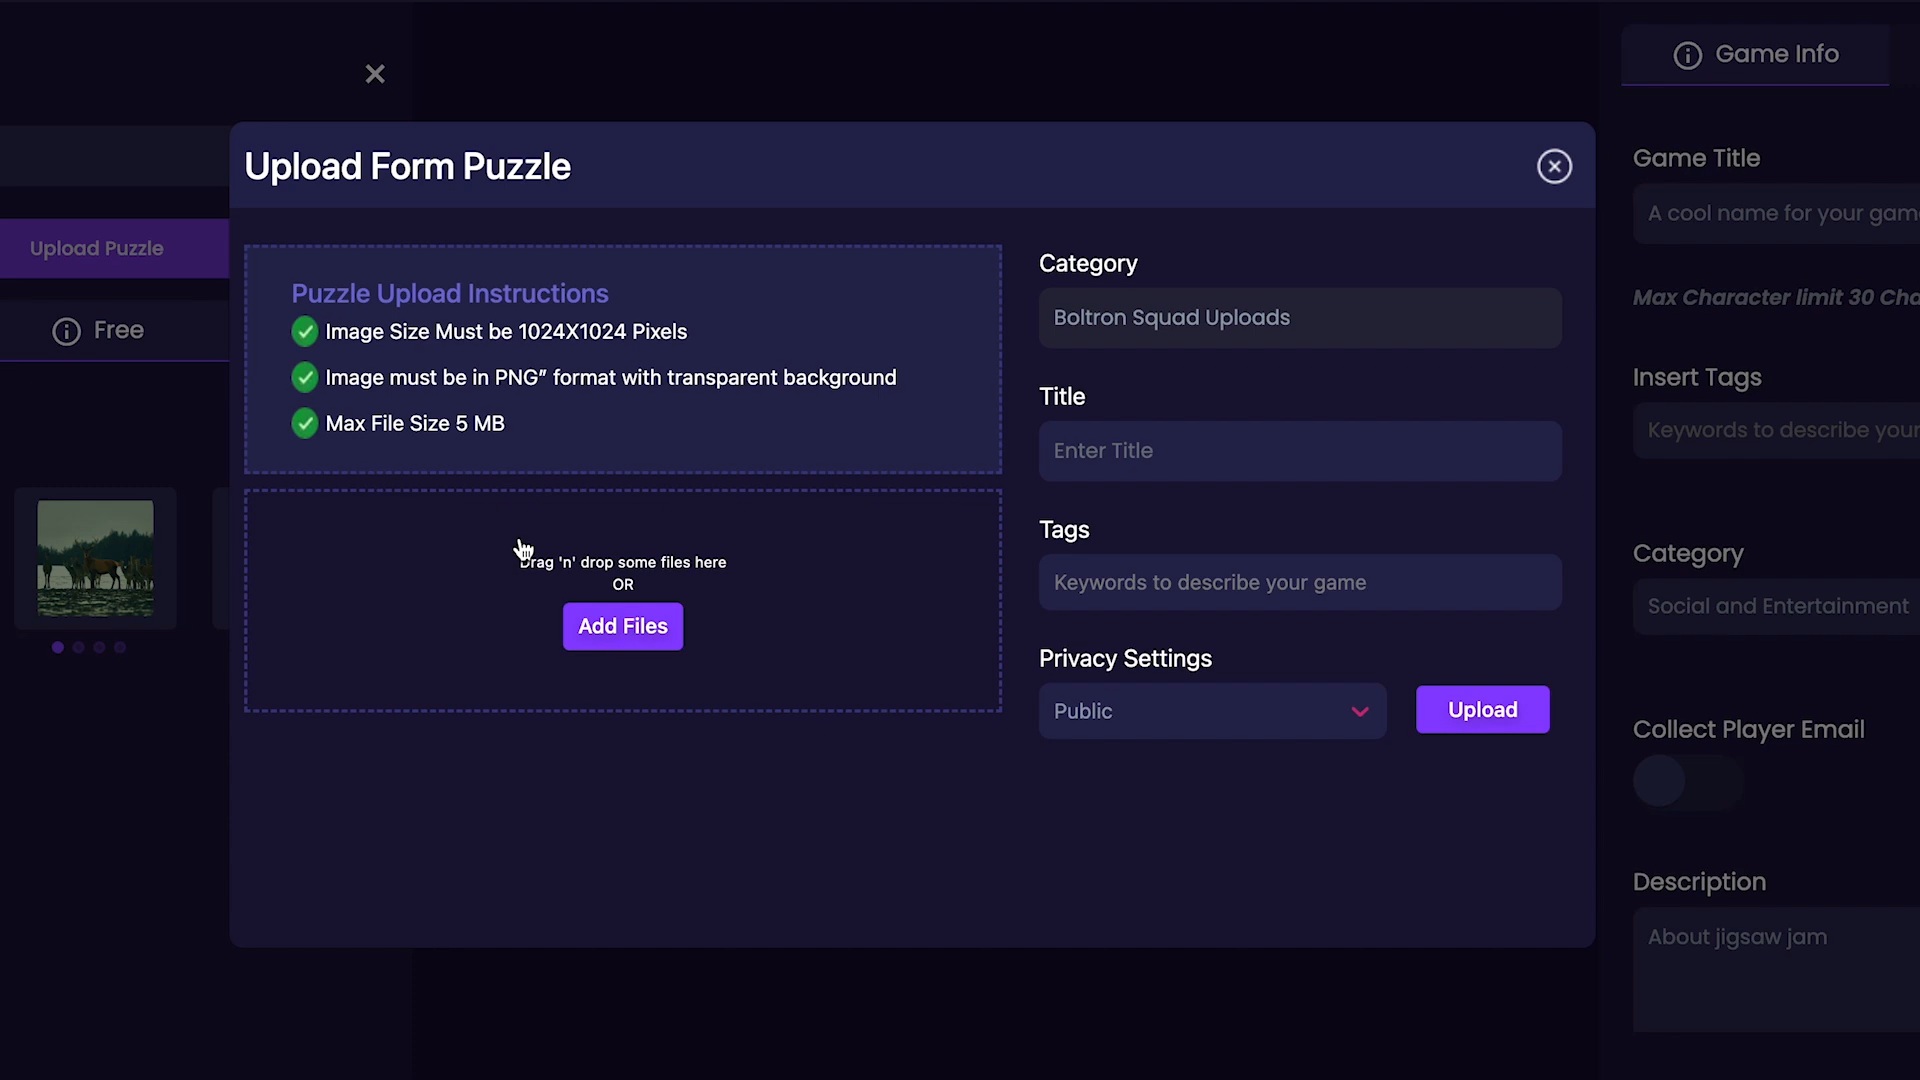 Game Info
Upload Form Puzzle
Upload Puzzle
Free
Puzzle Upload Instructions
Image Size Must be 1024X1024 Pixels
Image must be in PNG” format with transparent background
Max File Size 5 MB
Drag 'n' drop some files here
OR
Add Files
Category
Boltron Squad Uploads
Title
Enter Title
Tags
Keywords to describe your game
Privacy Settings
Public
Upload
Game Title
A cool name for your gam
Max Character limit 30 Cha
Insert Tags
Keywords to describe your
Category
Social and Entertainment
Collect Player Email
Description
About jigsaw jam